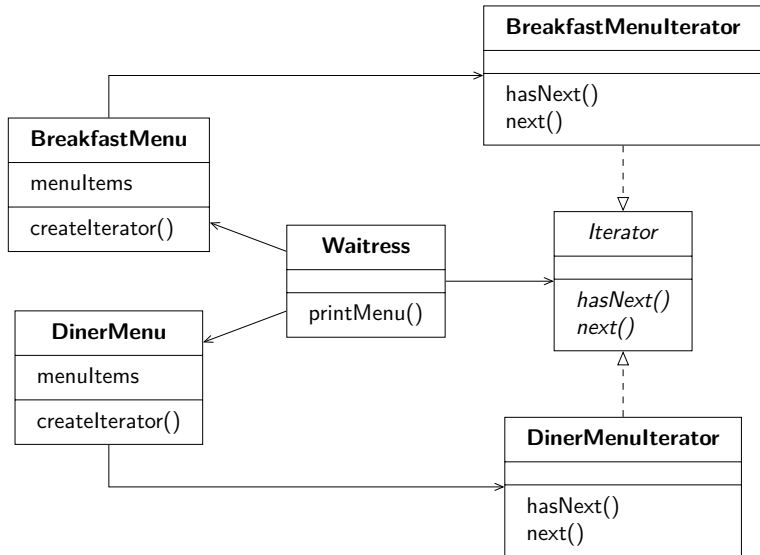 BreakfastMenuIterator
hasNext()
next()
BreakfastMenu
menuItems
createIterator()
Waitress
printMenu()
Iterator
hasNext()
next()
DinerMenu
menuItems
createIterator()
DinerMenuIterator
hasNext()
next()